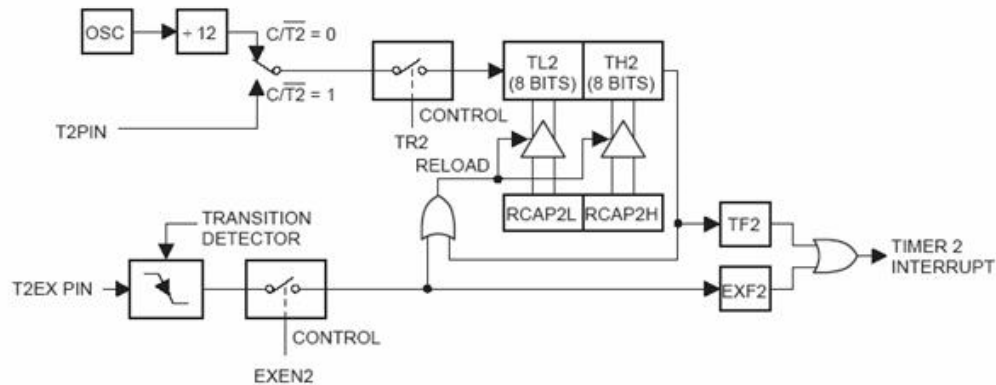 OSC
÷ 12
C/T2 = 0
C/T2 = 1
T2PIN
CONTROL
TR2
TL2
(8 BITS)
TH2
(8 BITS)
RELOAD
RCAP2L
RCAP2H
TRANSITION
DETECTOR
T2EX PIN
CONTROL
EXEN2
TF2
EXF2
TIMER 2
INTERRUPT